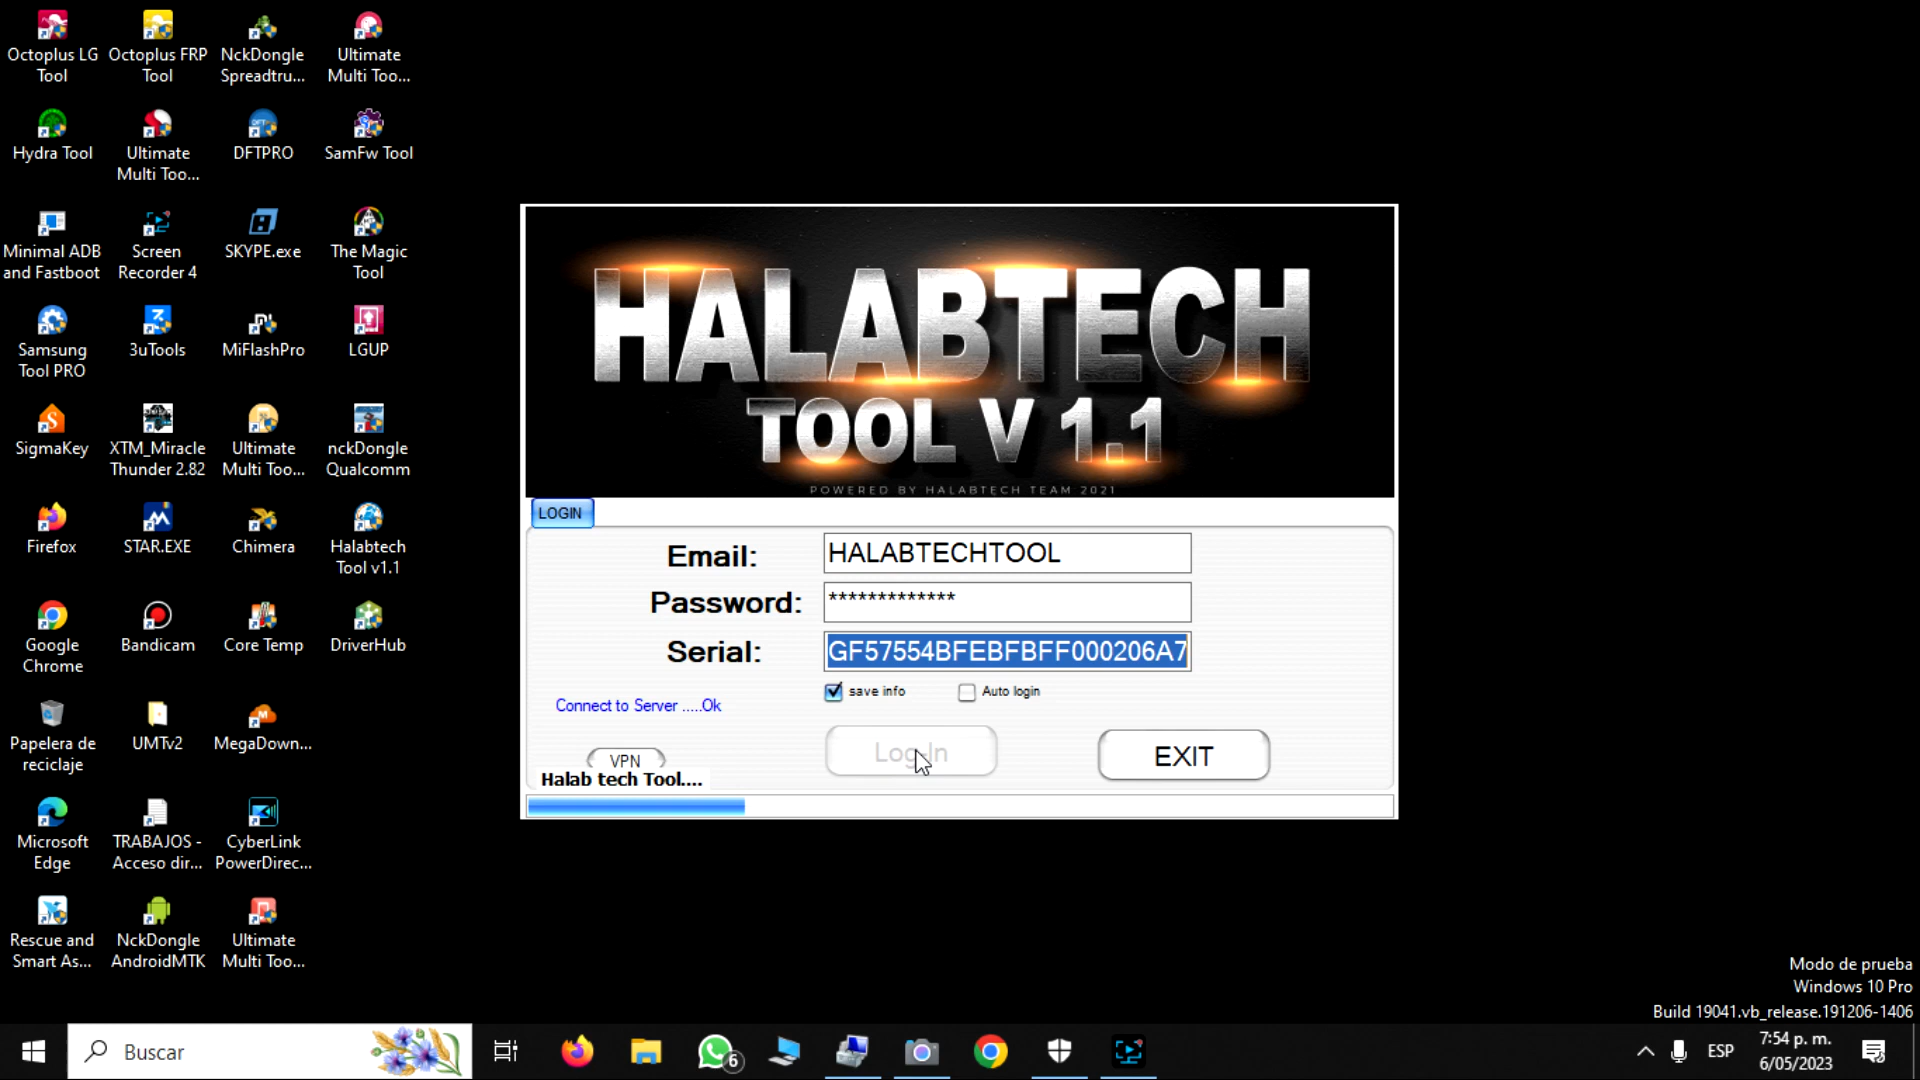 Octoplus LG
Tool
Octoplus FRP
Tool
NckDongle
Spreadtru...
Ultimate
Multi Too...
Hydra Tool
Ultimate
Multi Too...
DFTPRO
SamFw Tool
Minimal ADB
and Fastboot
Screen
Recorder 4
SKYPE.exe
The Magic
Tool
Samsung
Tool PRO
3uTools
MiFlashPro
LGUP
SigmaKey
XTM_Miracle
Thunder 2.82
Ultimate
Multi Too...
nckDongle
Qualcomm
Firefox
STAR.EXE
Chimera
Halabtech
Tool v1.1
Google
Chrome
Bandicam
Core Temp
DriverHub
Papelera de
reciclaje
UMTv2
MegaDown...
Microsoft
Edge
TRABAJOS -
Acceso dir...
CyberLink
PowerDirec...
Rescue and
Smart As...
NckDongle
AndroidMTK
Ultimate
Multi Too...
HALABTECH
TOOL V 1.1
POWERED BY HALABTECH TEAM 2021
LOGIN
Email: HALABTECHTOOL
Password: *************
Serial: GF57554BFEBFBFF000206A7
save info Auto login
Connect to Server .....Ok
VPN
Log In
EXIT
Halab tech Tool....
Modo de prueba
Windows 10 Pro
Build 19041.vb_release.191206-1406
Buscar
6
ESP
7:54 p. m.
6/05/2023